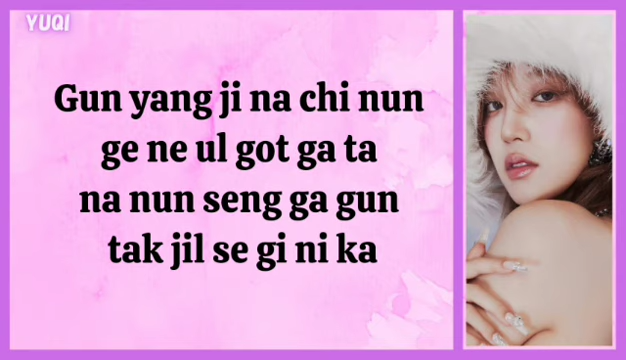 YUQI
Gun yang ji na chi nun
ge ne ul got ga ta
na nun seng ga gun
tak jil se gi ni ka